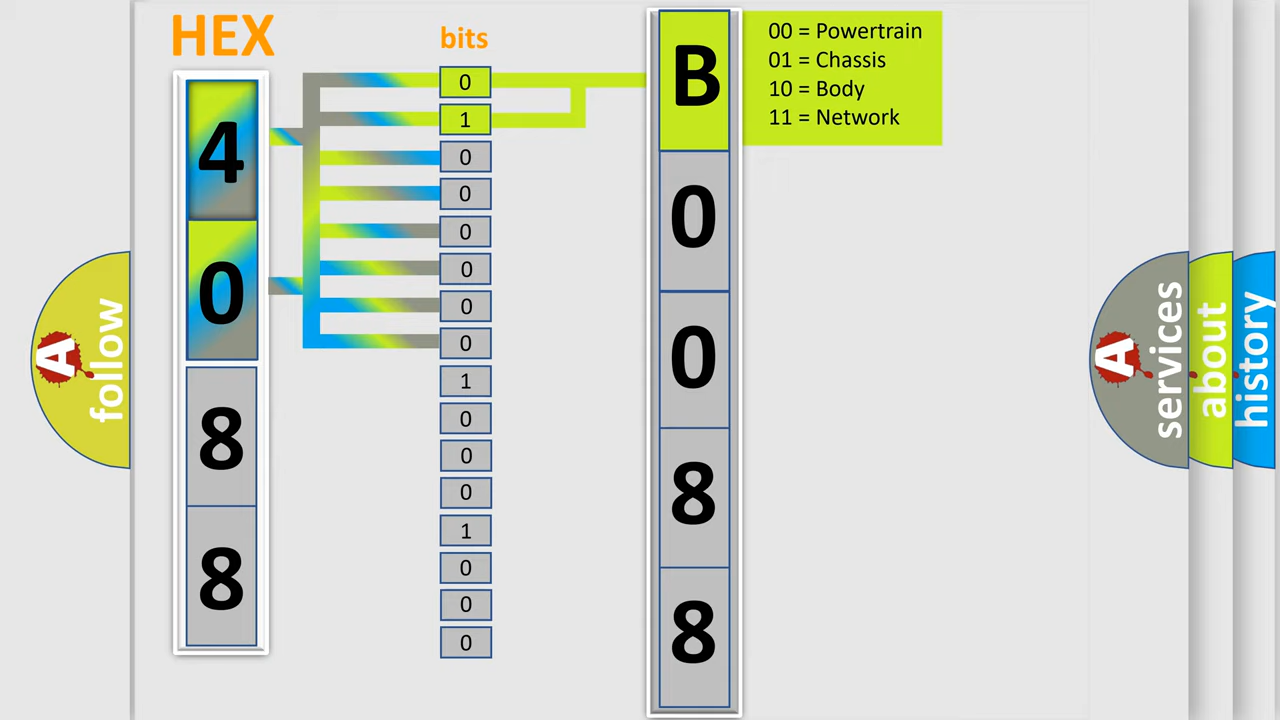 HEX
bits
4
0
8
8
0
1
0
0
0
0
0
0
1
0
0
0
1
0
0
0
B
0
0
8
8
00 = Powertrain
01 = Chassis
10 = Body
11 = Network
A
follow
A
services
about
history